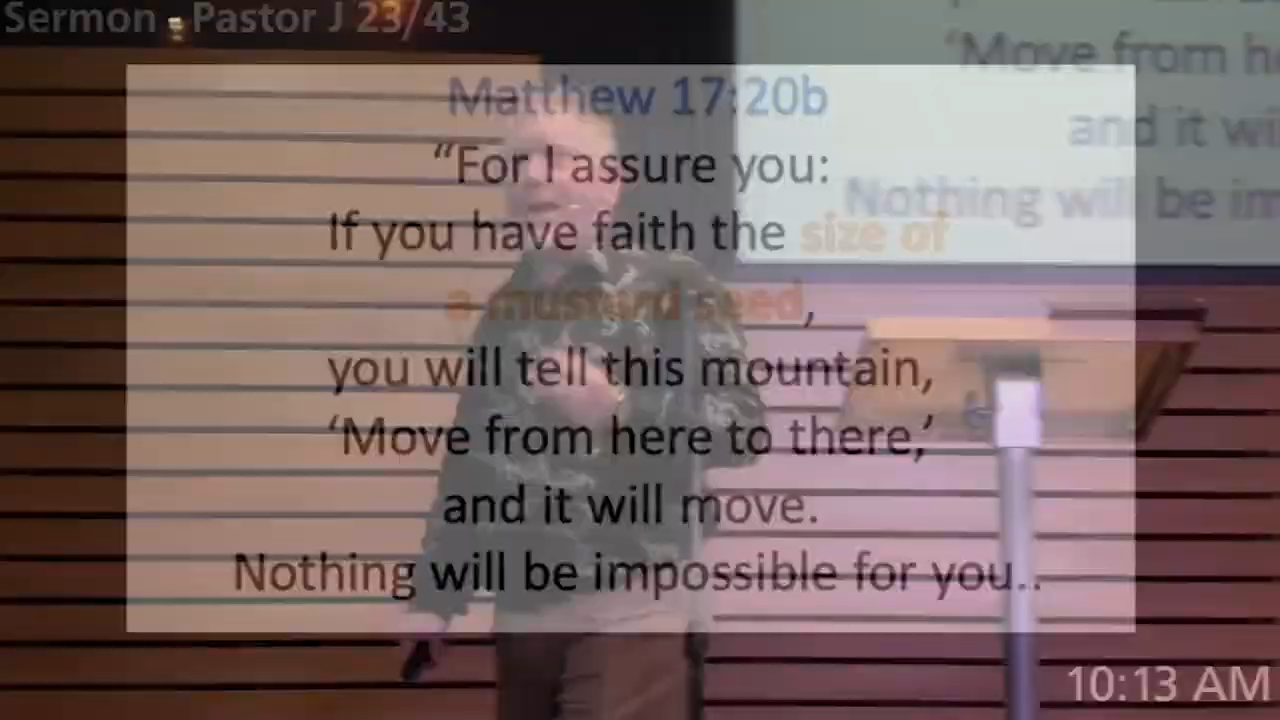 Sermon - Pastor J 23/43
Matthew 17:20b
“For I assure you:
If you have faith the size of
a mustard seed,
you will tell this mountain,
‘Move from here to there,’
and it will move.
Nothing will be impossible for you..
‘Move from h
and it wi
Nothing will be im
10:13 AM